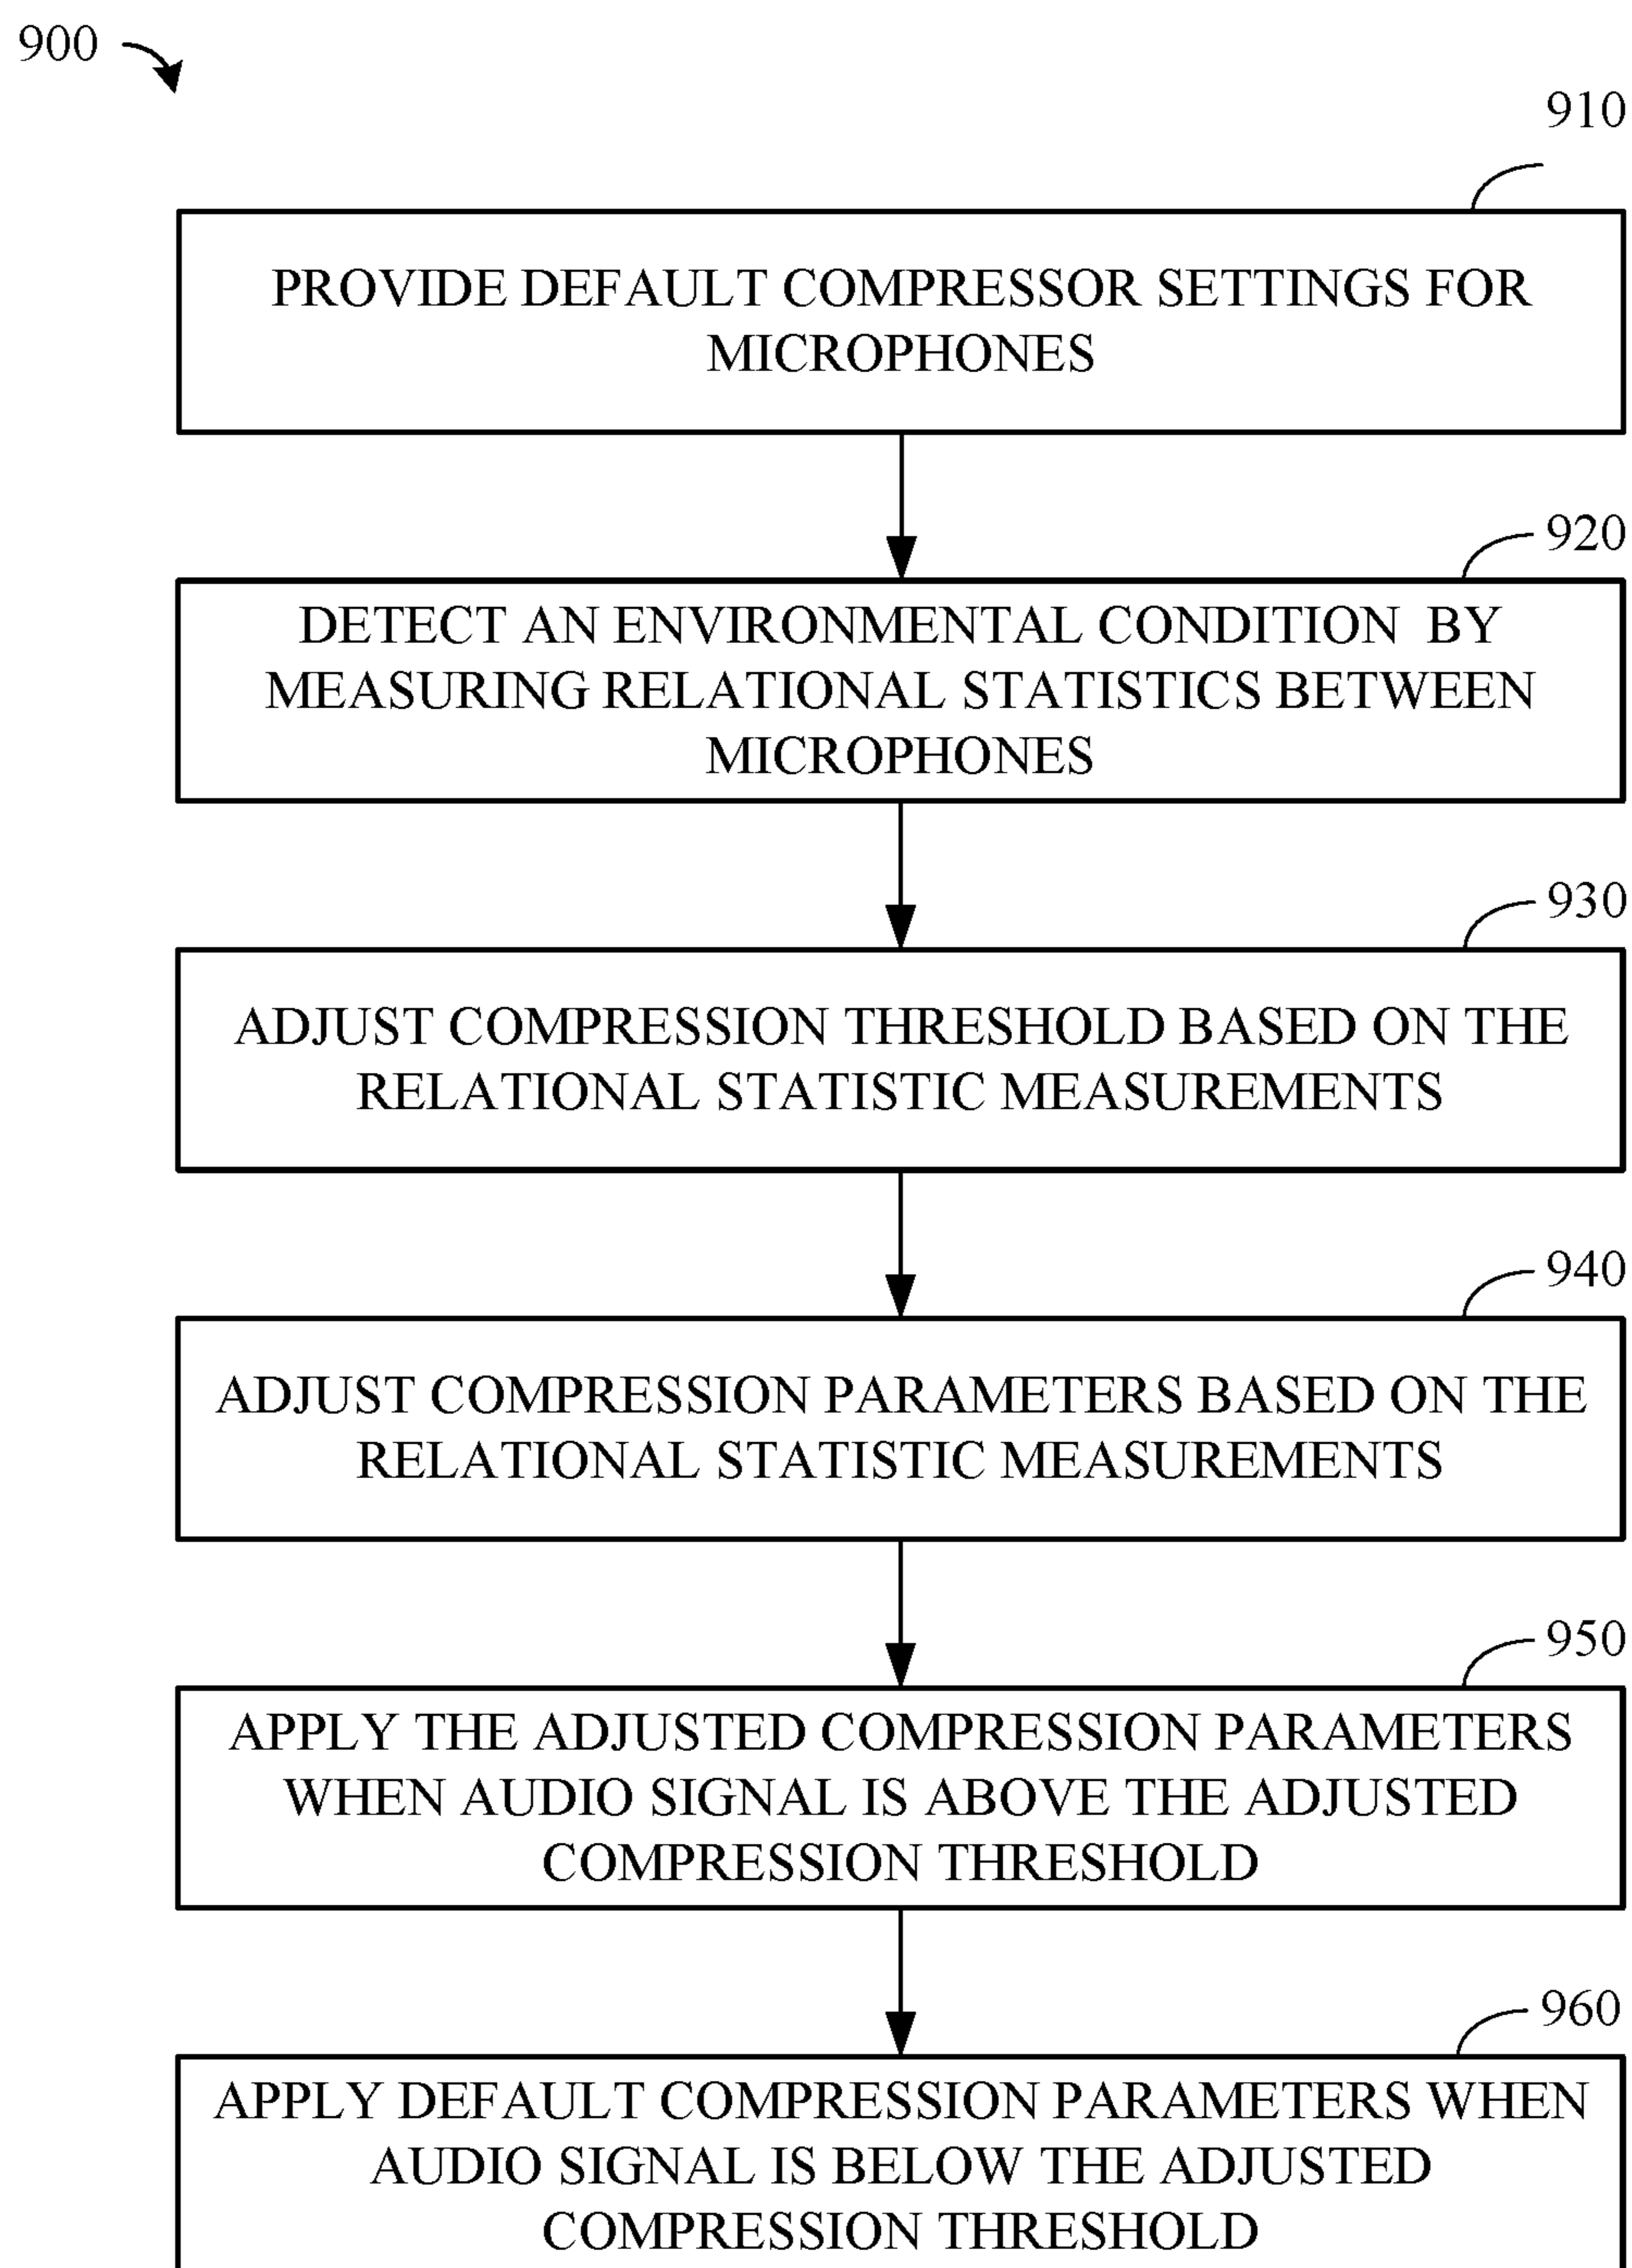 900
910
PROVIDE DEFAULT COMPRESSOR SETTINGS FOR
MICROPHONES
920
DETECT AN ENVIRONMENTAL CONDITION BY
MEASURING RELATIONAL STATISTICS BETWEEN
MICROPHONES
930
ADJUST COMPRESSION THRESHOLD BASED ON THE
RELATIONAL STATISTIC MEASUREMENTS
940
ADJUST COMPRESSION PARAMETERS BASED ON THE
RELATIONAL STATISTIC MEASUREMENTS
950
APPLY THE ADJUSTED COMPRESSION PARAMETERS
WHEN AUDIO SIGNAL IS ABOVE THE ADJUSTED
COMPRESSION THRESHOLD
960
APPLY DEFAULT COMPRESSION PARAMETERS WHEN
AUDIO SIGNAL IS BELOW THE ADJUSTED
COMPRESSION THRESHOLD